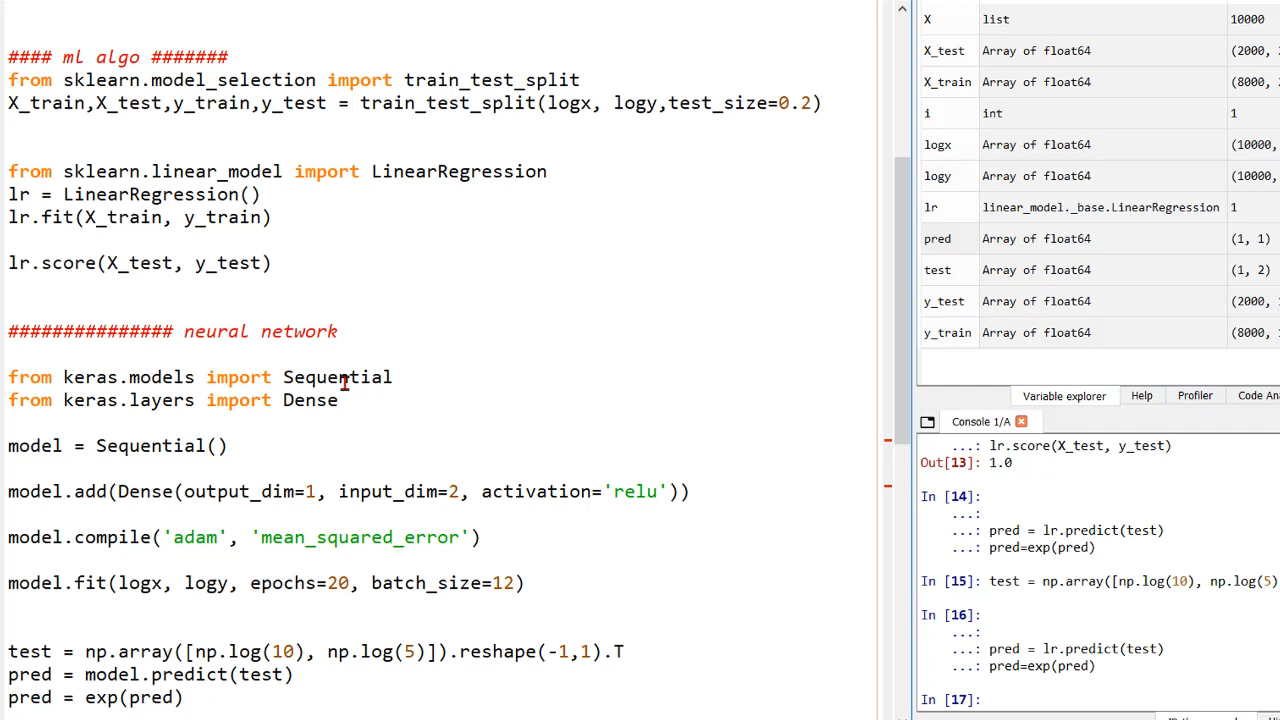 #### ml algo #######
from sklearn.model_selection import train_test_split
X_train,X_test,y_train,y_test = train_test_split(logx, logy,test_size=0.2)
from sklearn.linear_model import LinearRegression
lr = LinearRegression()
lr.fit(X_train, y_train)
lr.score(X_test, y_test)
############### neural network
from keras.models import Sequential
from keras.layers import Dense
model = Sequential()
model.add(Dense(output_dim=1, input_dim=2, activation='relu'))
model.compile('adam', 'mean_squared_error')
model.fit(logx, logy, epochs=20, batch_size=12)
test = np.array([np.log(10), np.log(5)]).reshape(-1,1).T
pred = model.predict(test)
pred = exp(pred)
X list 10000
X_test Array of float64 (2000, 2
X_train Array of float64 (8000, 2
i int 1
logx Array of float64 (10000,
logy Array of float64 (10000,
lr linear_model._base.LinearRegression 1
pred Array of float64 (1, 1)
test Array of float64 (1, 2)
y_test Array of float64 (2000, 1
y_train Array of float64 (8000, 1
Variable explorer Help Profiler Code An
Console 1/A
...: lr.score(X_test, y_test)
Out[13]: 1.0
In [14]:
...:
...: pred = lr.predict(test)
...: pred=exp(pred)
In [15]: test = np.array([np.log(10), np.log(5)
In [16]:
...:
...: pred = lr.predict(test)
...: pred=exp(pred)
In [17]: